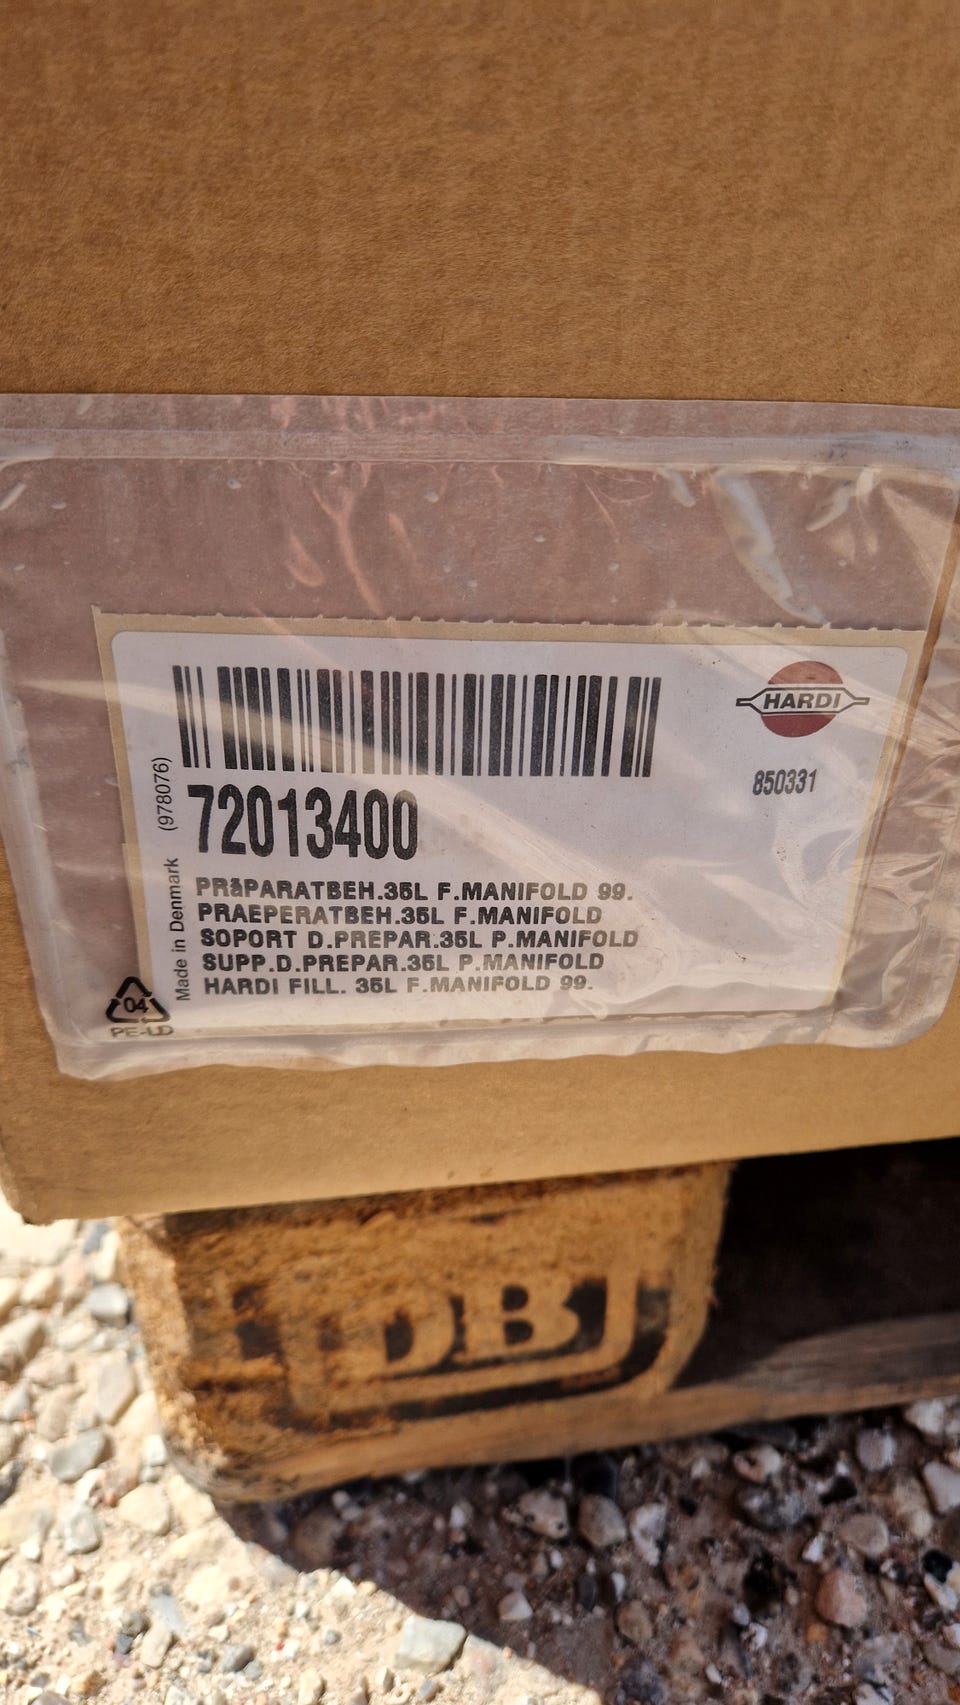 HARDI
850331
72013400
(978076)
Made in Denmark
PRäPARATBEH.35L F.MANIFOLD 99.
PRAEPERATBEH.35L F.MANIFOLD
SOPORT D.PREPAR.35L P.MANIFOLD
SUPP.D.PREPAR.35L P.MANIFOLD
HARDI FILL. 35L F.MANIFOLD 99.
04
PE-LD
DB